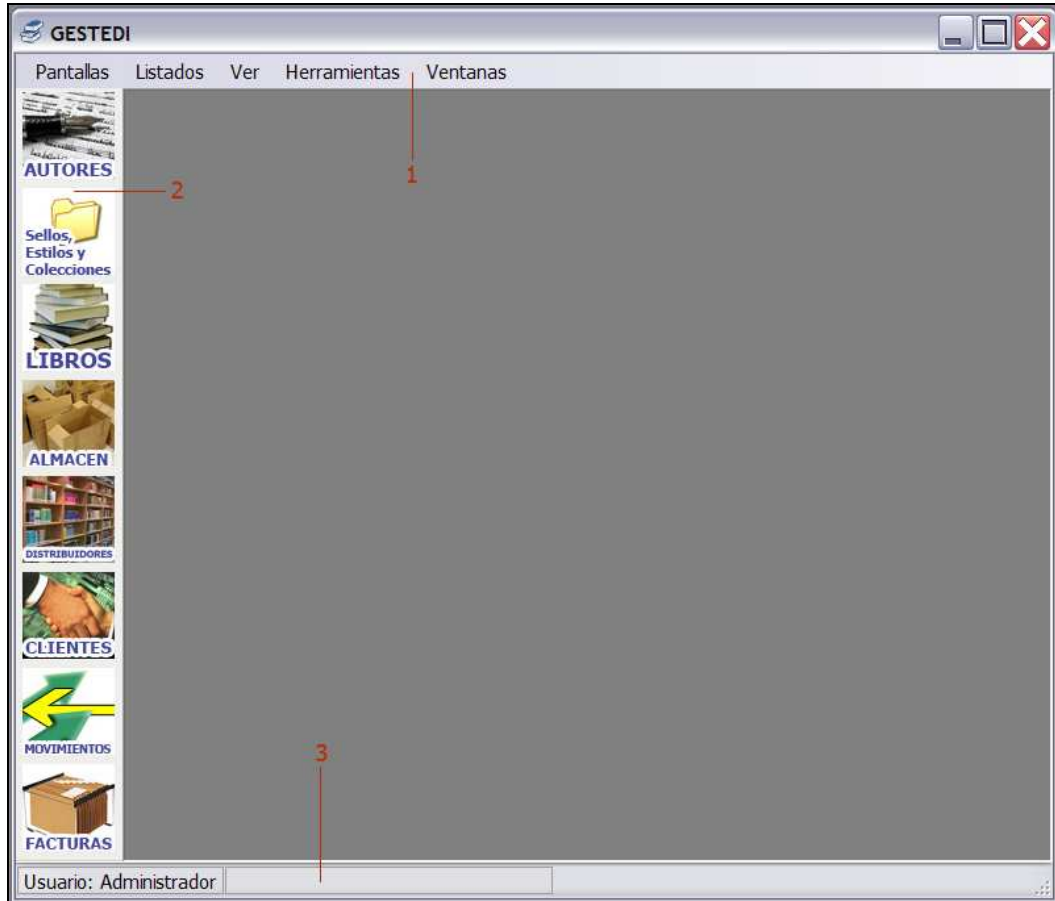 GESTEDI
Pantallas Listados Ver Herramientas Ventanas
1
AUTORES
2
Sellos,
Estilos y
Colecciones
LIBROS
ALMACEN
DISTRIBUIDORES
CLIENTES
MOVIMIENTOS
3
FACTURAS
Usuario: Administrador